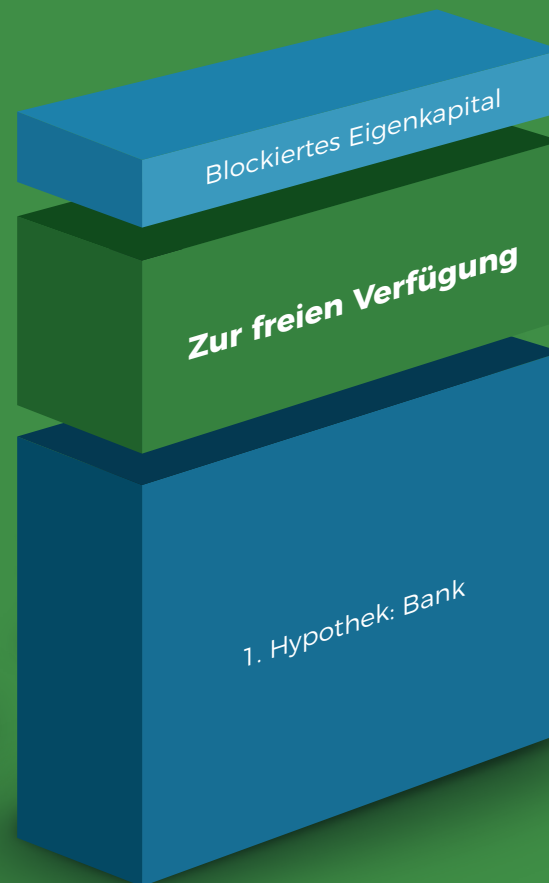 Blockiertes Eigenkapital
Zur freien Verfügung
1. Hypothek: Bank